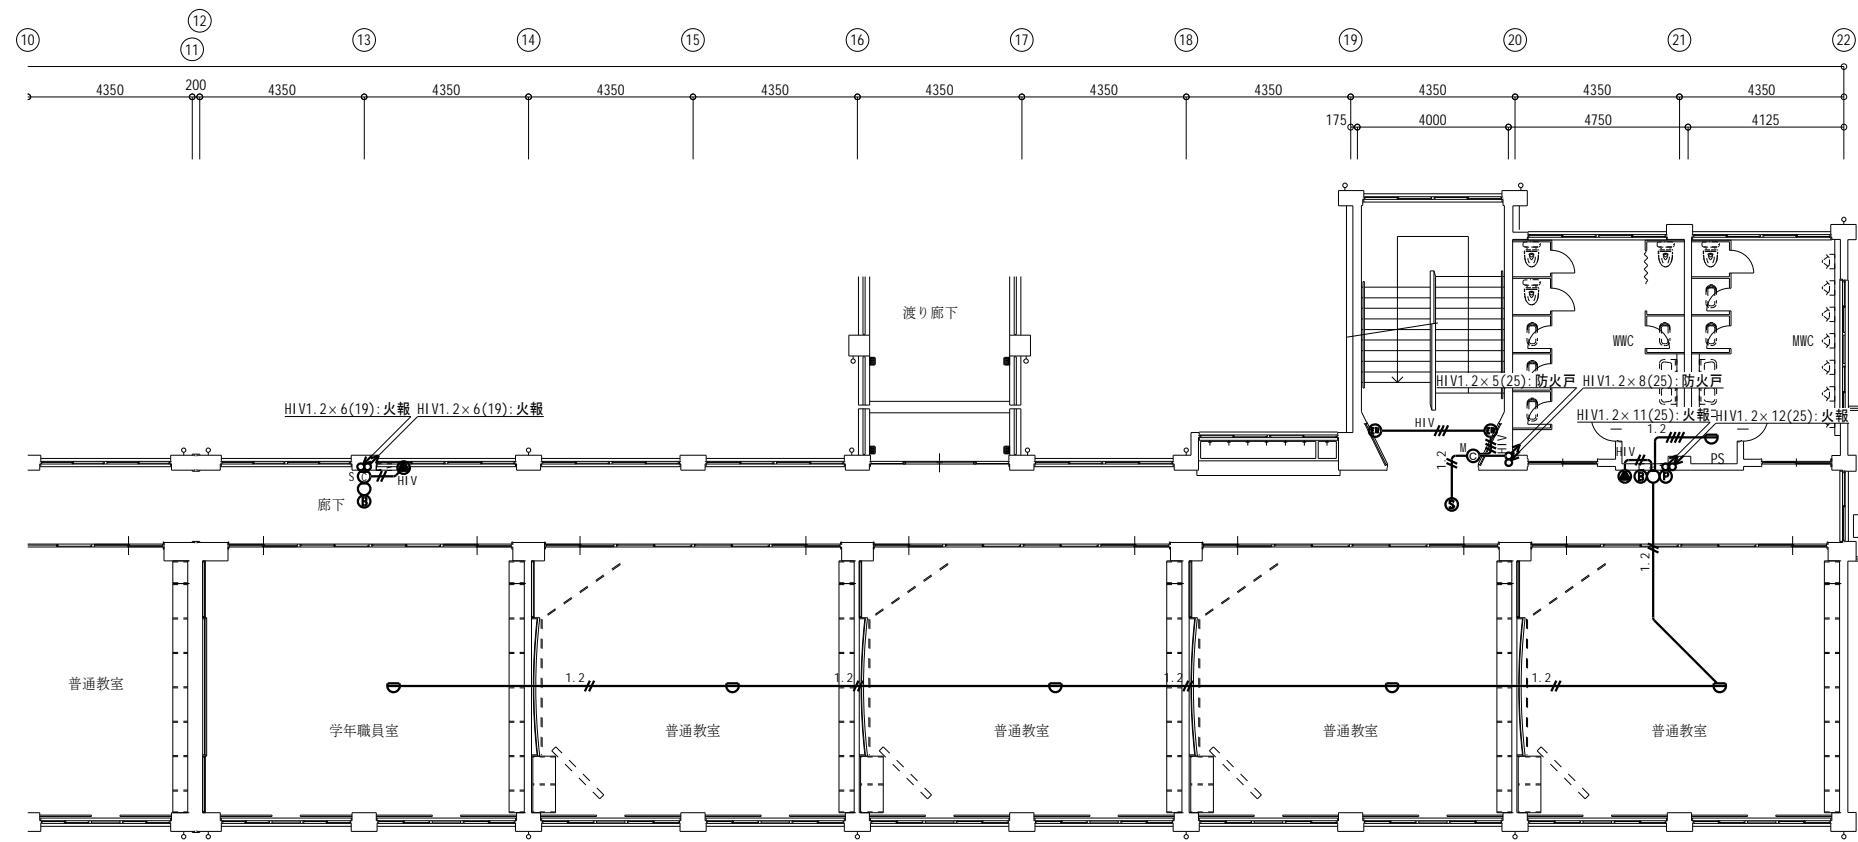 ⑫
⑩ ⑪ ⑬ ⑭ ⑮ ⑯ ⑰ ⑱ ⑲ ⑳ ㉑ ㉒
4350 200 4350 4350 4350 4350 4350 4350 4350 4350 4350 4350
175 4000 4750 4125
渡り廊下
WWC MWC
HIV1.2×5(25):防火戸 HIV1.2×8(25):防火戸
HIV1.2×6(19):火報 HIV1.2×6(19):火報
HIV1.2×11(25):火報 HIV1.2×12(25):火報
HIV
1.2
M C
HIV
1.2
HIV
PS
S
HIV
B P
B
S
廊下
1.2
普通教室
1.2 1.2 1.2 1.2
学年職員室 普通教室 普通教室 普通教室 普通教室